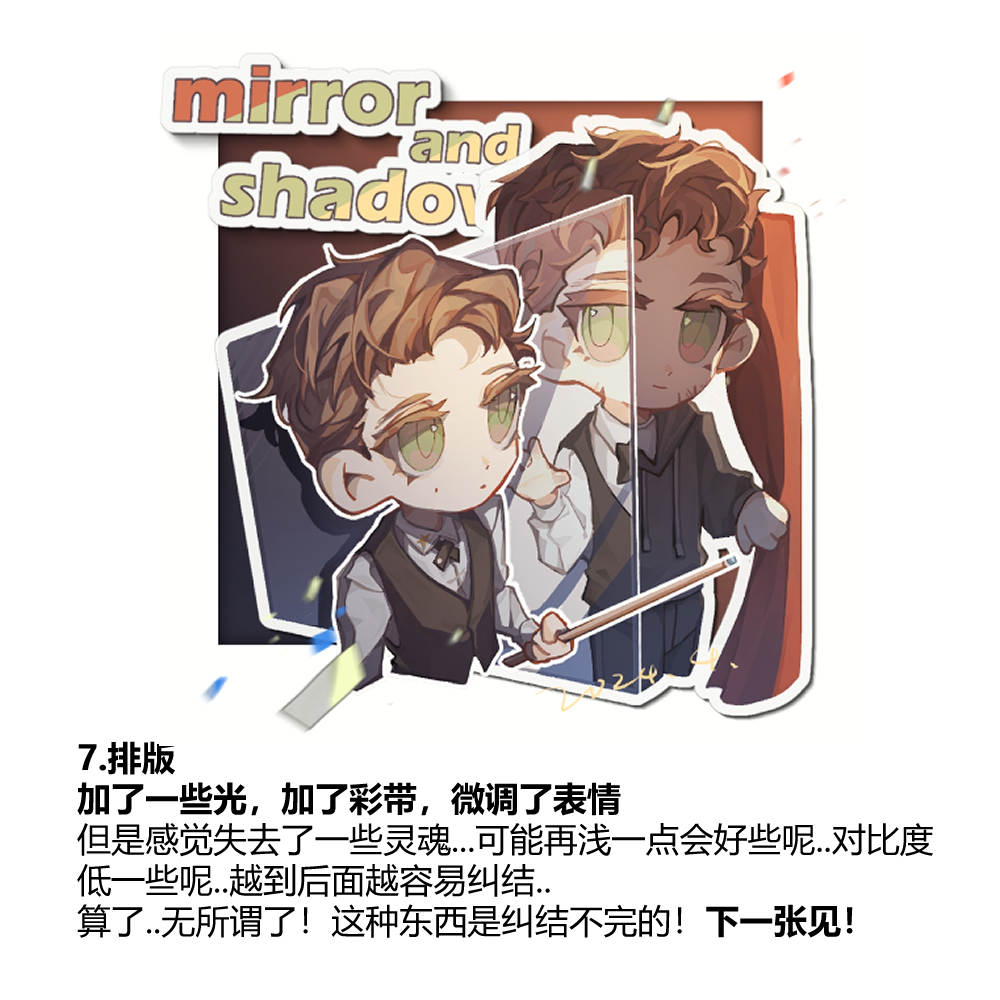 mirror
and
shadow
2024.4.
7.排版
加了一些光，加了彩带，微调了表情
但是感觉失去了一些灵魂...可能再浅一点会好些呢..对比度
低一些呢..越到后面越容易纠结..
算了..无所谓了！这种东西是纠结不完的！下一张见！